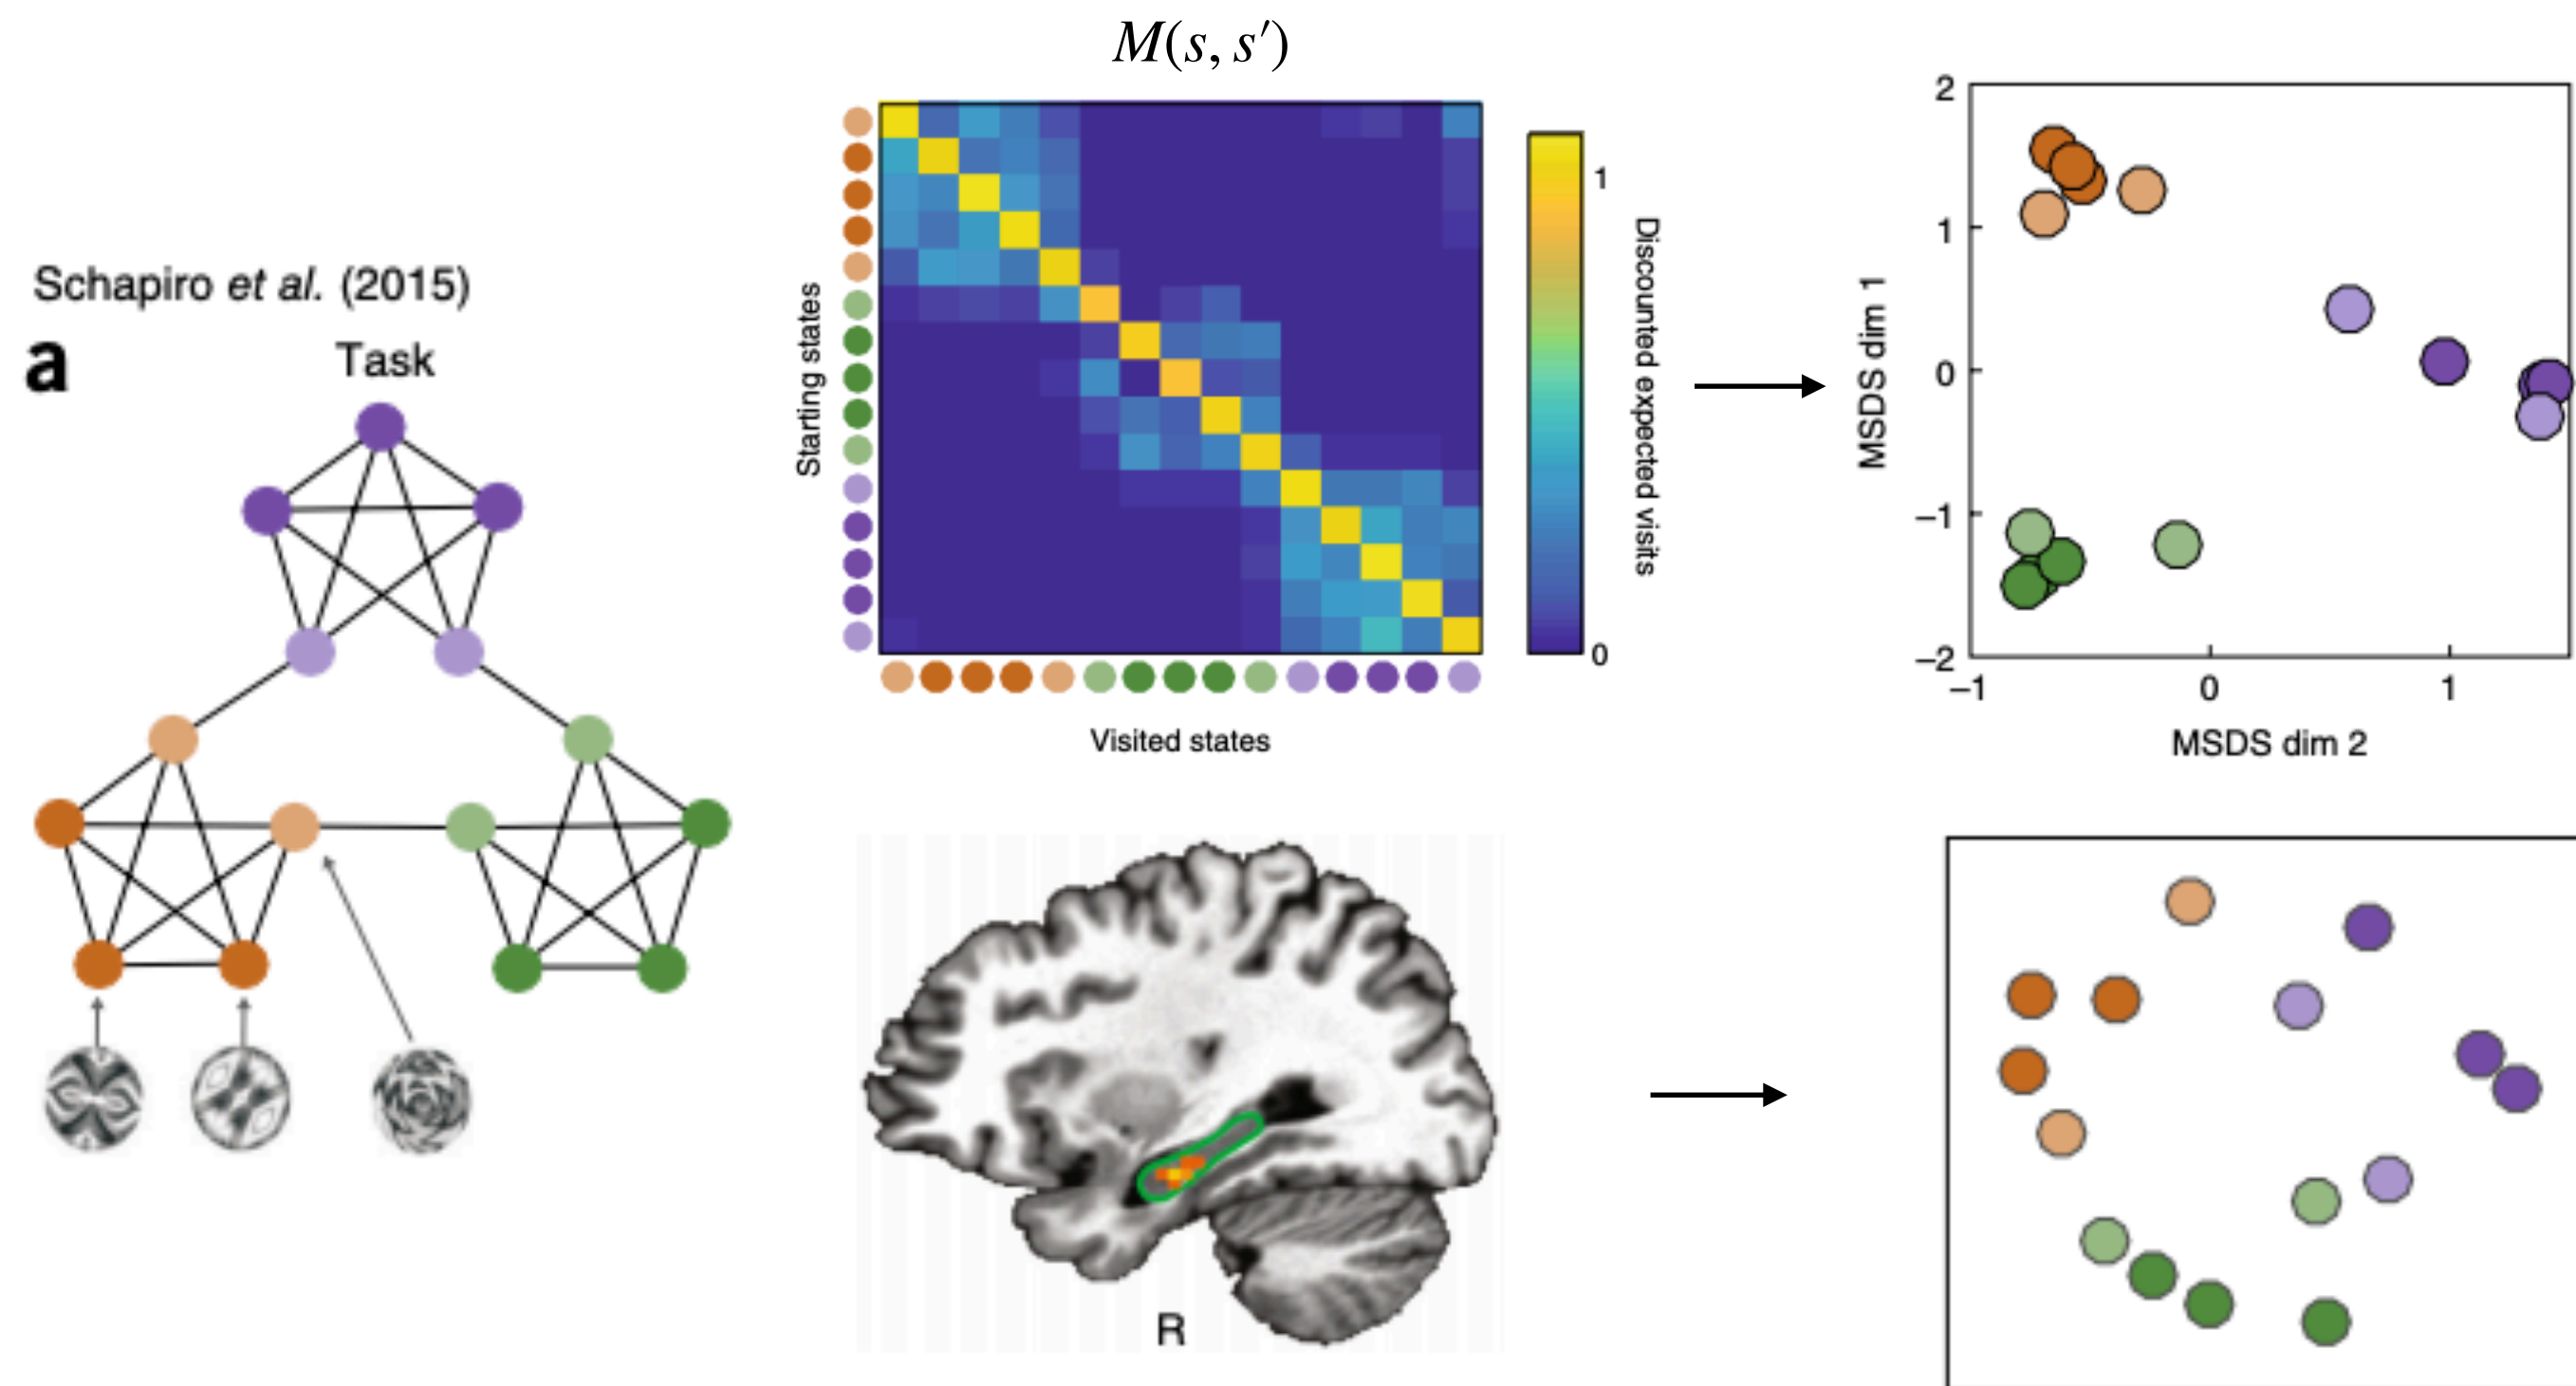 M(s, s′)
Schapiro et al. (2015)
a
Task
Starting states
Visited states
1
0
Discounted expected visits
MSDS dim 1
2
1
0
−1
−2
−1
0
1
MSDS dim 2
R